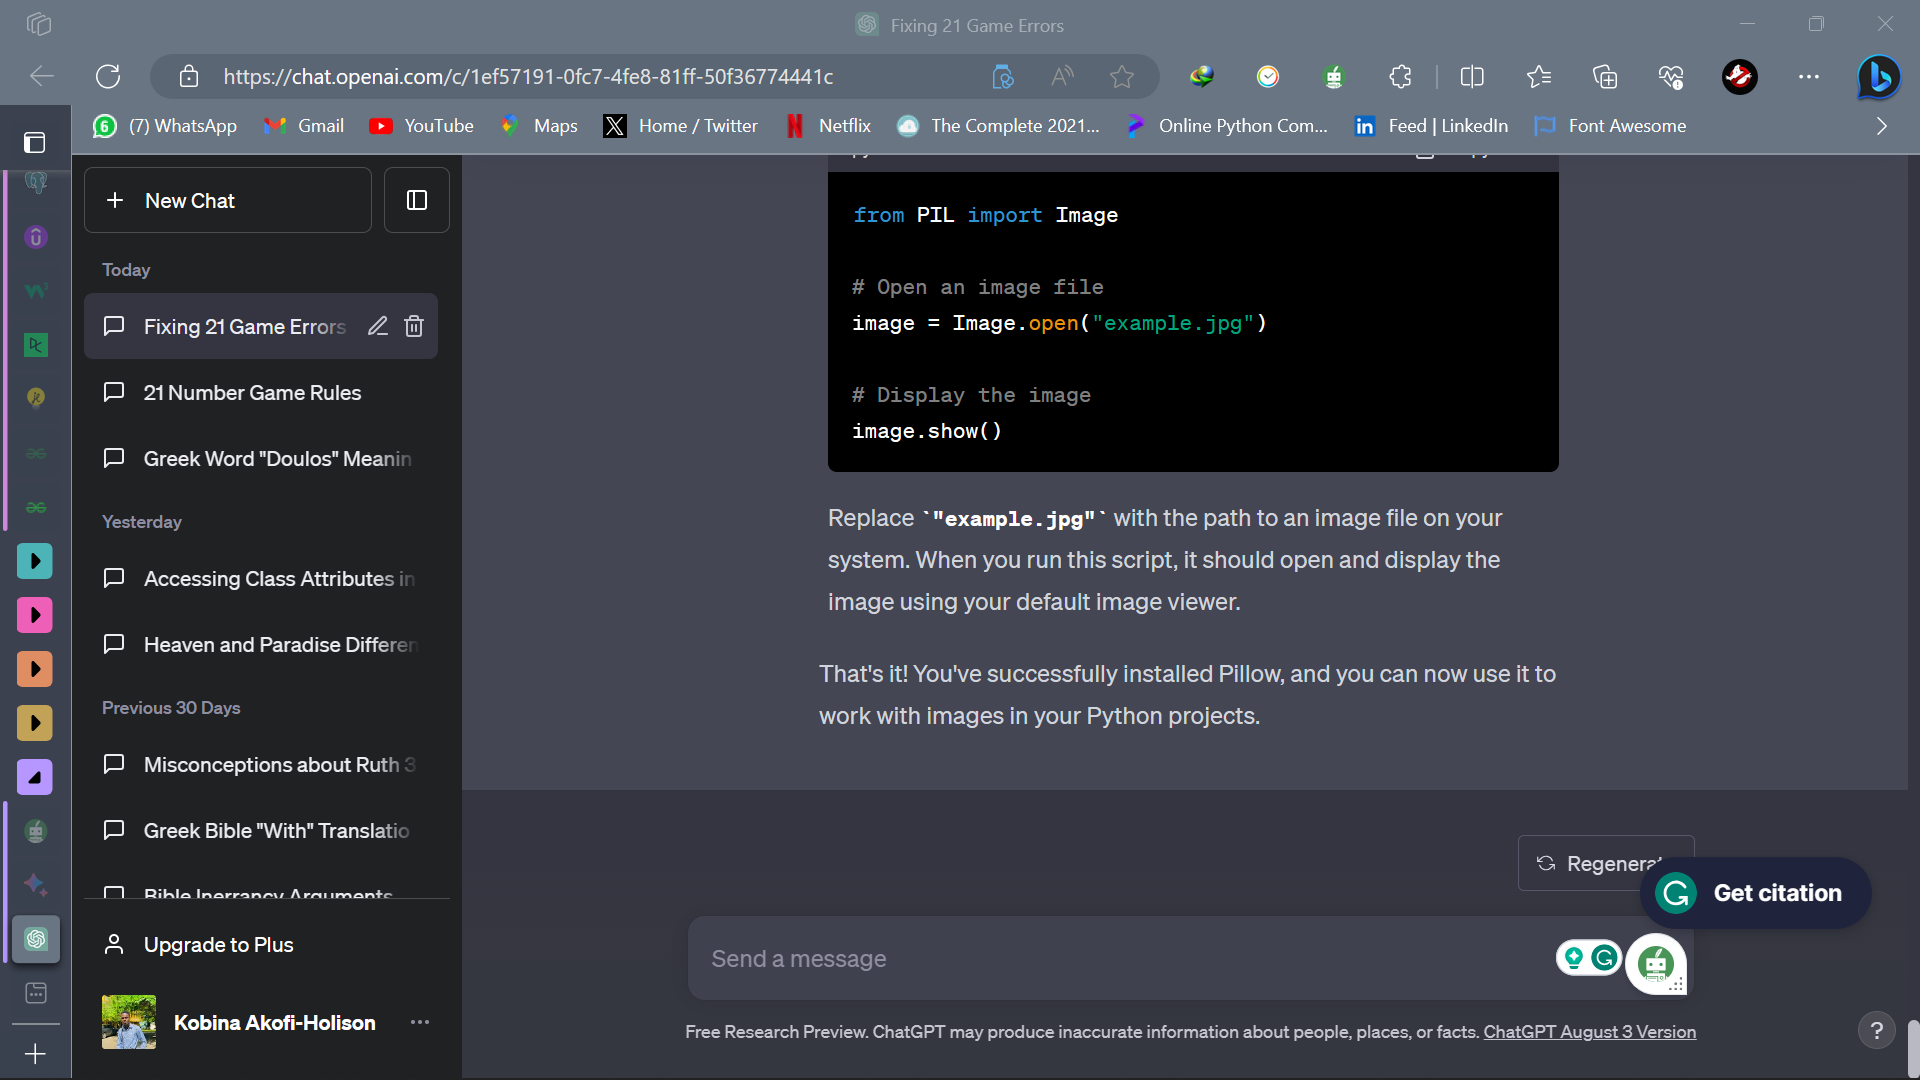 Fixing 21 Game Errors
https://chat.openai.com/c/1ef57191-0fc7-4fe8-81ff-50f36774441c
(7) WhatsApp
Gmail
YouTube
Maps
Home / Twitter
Netflix
The Complete 2021...
Online Python Com...
Feed | LinkedIn
Font Awesome
New Chat
Today
Fixing 21 Game Errors
21 Number Game Rules
Greek Word "Doulos" Meanin
Yesterday
Accessing Class Attributes in
Heaven and Paradise Differen
Previous 30 Days
Misconceptions about Ruth 3
Greek Bible "With" Translatio
Bible Inerrancy Arguments
Upgrade to Plus
Kobina Akofi-Holison
from PIL import Image
# Open an image file
image = Image.open("example.jpg")
# Display the image
image.show()
Replace `"example.jpg"` with the path to an image file on your
system. When you run this script, it should open and display the
image using your default image viewer.
That's it! You've successfully installed Pillow, and you can now use it to
work with images in your Python projects.
Regenerat
Get citation
Send a message
Free Research Preview. ChatGPT may produce inaccurate information about people, places, or facts. ChatGPT August 3 Version
?